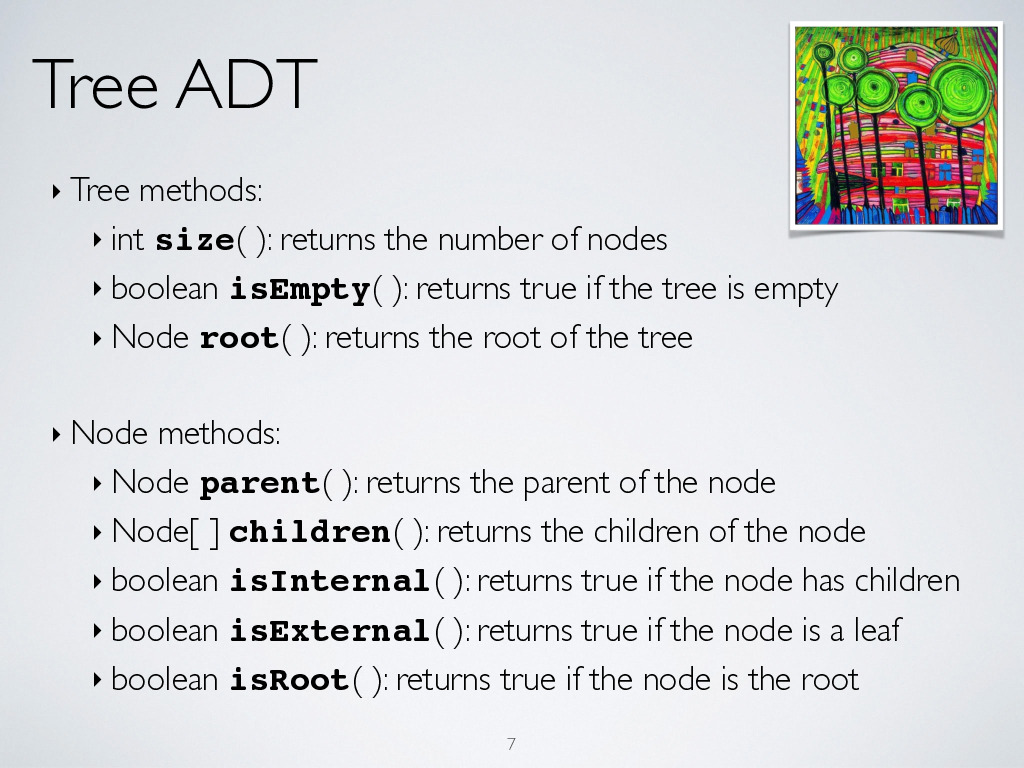 Tree ADT
‣ Tree methods:
‣ int size( ): returns the number of nodes
‣ boolean isEmpty( ): returns true if the tree is empty
‣ Node root( ): returns the root of the tree
‣ Node methods:
‣ Node parent( ): returns the parent of the node
‣ Node[ ] children( ): returns the children of the node
‣ boolean isInternal( ): returns true if the node has children
‣ boolean isExternal( ): returns true if the node is a leaf
‣ boolean isRoot( ): returns true if the node is the root
7